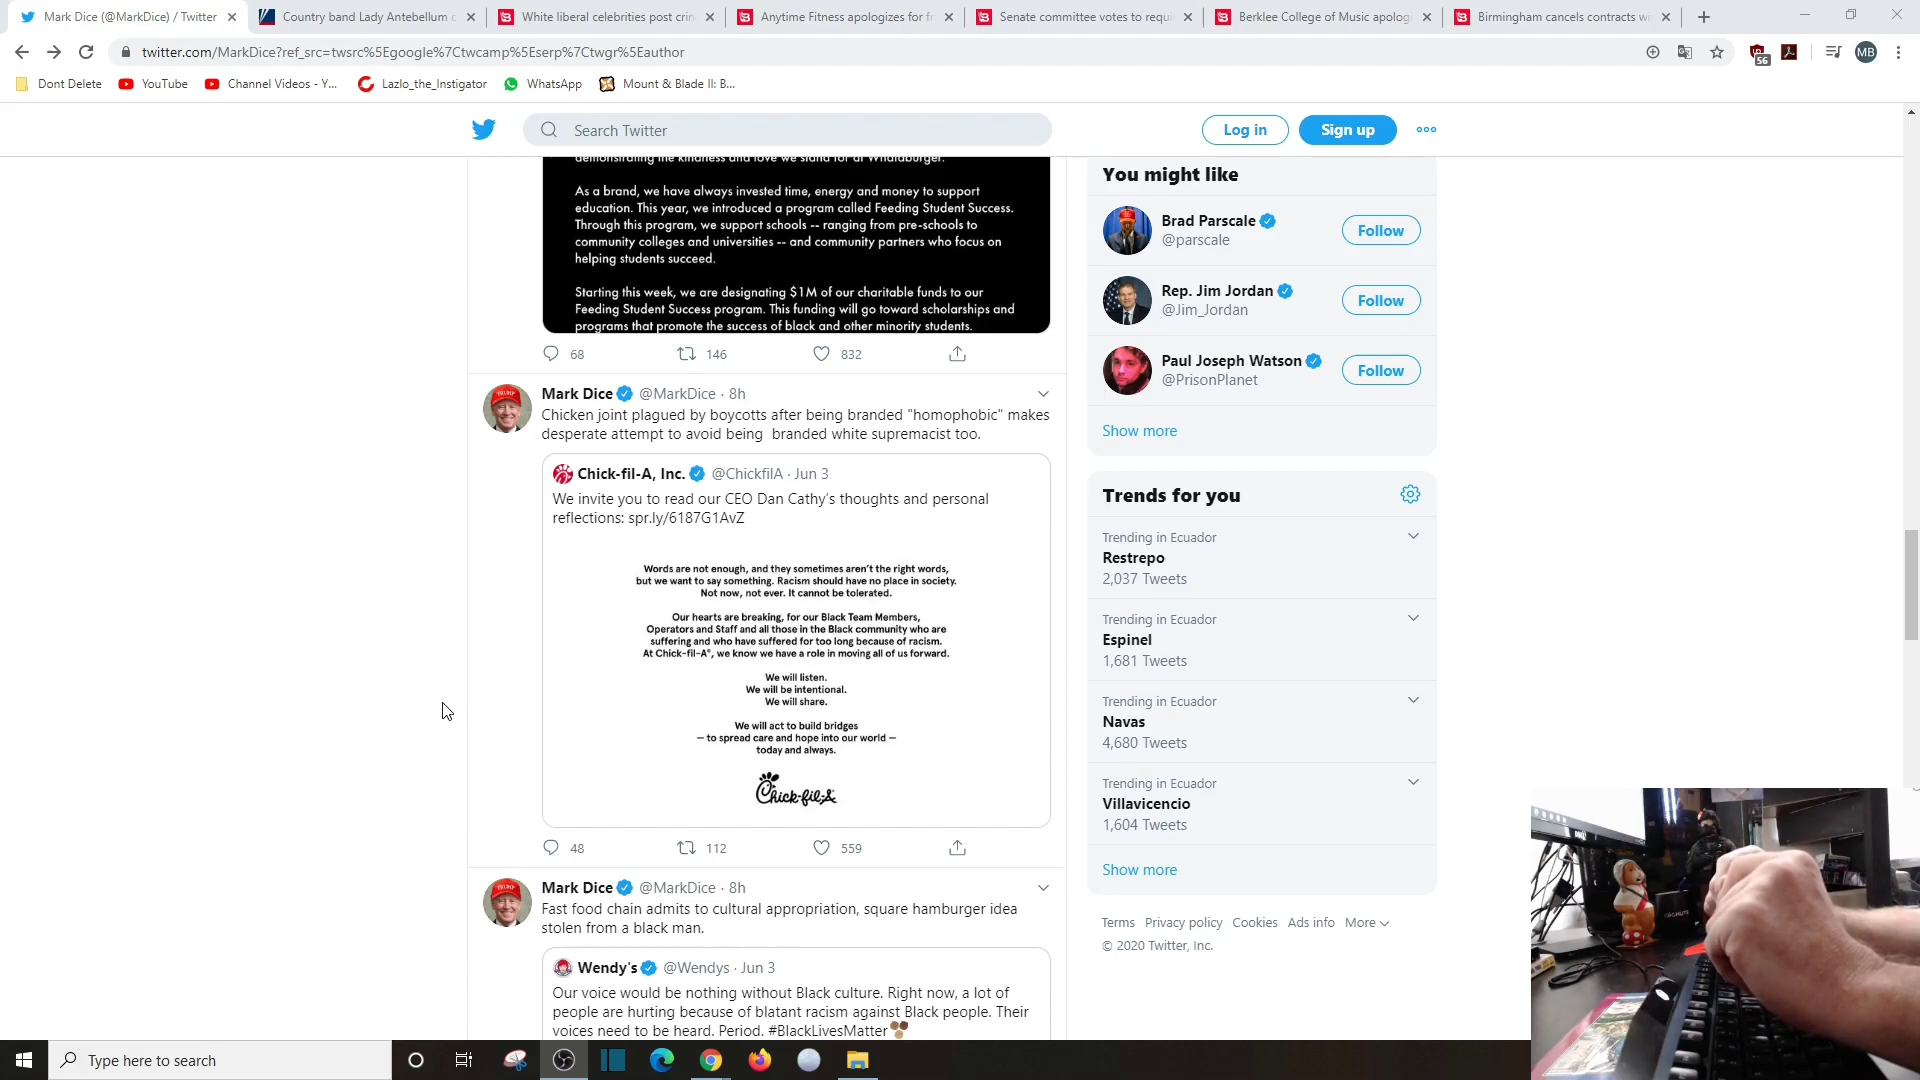 Mark Dice (@MarkDice) / Twitter
Country band Lady Antebellum
White liberal celebrities post
Anytime Fitness apologizes for
Senate committee votes to
Berklee College of Music
Birmingham cancels contracts
twitter.com/MarkDice?ref_src=twsrc%5Egoogle%7Ctwcamp%5Eserp%7Ctwgr%5Eauthor
56
MB
Dont Delete
YouTube
Channel Videos - Y...
Lazlo_the_Instigator
WhatsApp
Mount & Blade II: B...
Search Twitter
Log in
Sign up
demonstrating the kindness and love we stand for at Whataburger.
As a brand, we have always invested time, energy and money to support
education. This year, we introduced a program called Feeding Student Success.
Through this program, we support schools -- ranging from pre-schools to
community colleges and universities -- and community partners who focus on
helping students succeed.
Starting this week, we are designating $1M of our charitable funds to our
Feeding Student Success program. This funding will go toward scholarships and
programs that promote the success of black and other minority students.
68
146
832
Mark Dice @MarkDice · 8h
Chicken joint plagued by boycotts after being branded "homophobic" makes
desperate attempt to avoid being branded white supremacist too.
Chick-fil-A, Inc. @ChickfilA · Jun 3
We invite you to read our CEO Dan Cathy's thoughts and personal
reflections: spr.ly/6187G1AvZ
Words are not enough, and they sometimes aren't the right words,
but we want to say something. Racism should have no place in society.
Not now, not ever. It cannot be tolerated.
Our hearts are breaking, for our Black Team Members,
Operators and Staff and all those in the Black community who are
suffering and who have suffered for too long because of racism.
At Chick-fil-A®, we know we have a role in moving all of us forward.
We will listen.
We will be intentional.
We will share.
We will act to build bridges
— to spread care and hope into our world —
today and always.
Chick-fil-A
48
112
559
Mark Dice @MarkDice · 8h
Fast food chain admits to cultural appropriation, square hamburger idea
stolen from a black man.
Wendy's @Wendys · Jun 3
Our voice would be nothing without Black culture. Right now, a lot of
people are hurting because of blatant racism against Black people. Their
voices need to be heard. Period. #BlackLivesMatter
You might like
Brad Parscale
@parscale
Follow
Rep. Jim Jordan
@Jim_Jordan
Follow
Paul Joseph Watson
@PrisonPlanet
Follow
Show more
Trends for you
Trending in Ecuador
Restrepo
2,037 Tweets
Trending in Ecuador
Espinel
1,681 Tweets
Trending in Ecuador
Navas
4,680 Tweets
Trending in Ecuador
Villavicencio
1,604 Tweets
Show more
Terms Privacy policy Cookies Ads info More
© 2020 Twitter, Inc.
Type here to search